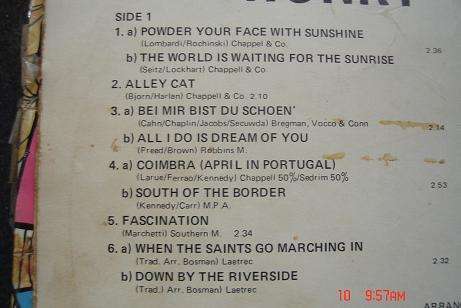 SIDE 1
1. a) POWDER YOUR FACE WITH SUNSHINE
(Lombardi/Rochinski) Chappel & Co.
2.36
b) THE WORLD IS WAITING FOR THE SUNRISE
(Seitz/Lockhart) Chappell & Co.
2. ALLEY CAT
(Bjorn/Harlan) Chappell & Co. 2.10
3. a) BEI MIR BIST DU SCHOEN'
(Cahn/Chaplin/Jacobs/Secuwda) Bregman, Vocco & Conn
2.14
b) ALL I DO IS DREAM OF YOU
(Freed/Brown) Robbins M.
4. a) COIMBRA (APRIL IN PORTUGAL)
(Larue/Ferrao/Kennedy) Chappell 50%/Sedrim 50%
2.53
b) SOUTH OF THE BORDER
(Kennedy/Carr) M.P.A.
5. FASCINATION
(Marchetti) Southern M. 2.34
6. a) WHEN THE SAINTS GO MARCHING IN
(Trad. Arr. Bosman) Laetrec
2.32
b) DOWN BY THE RIVERSIDE
(Trad.) Arr. Bosman) Laetrec
10 9:57AM